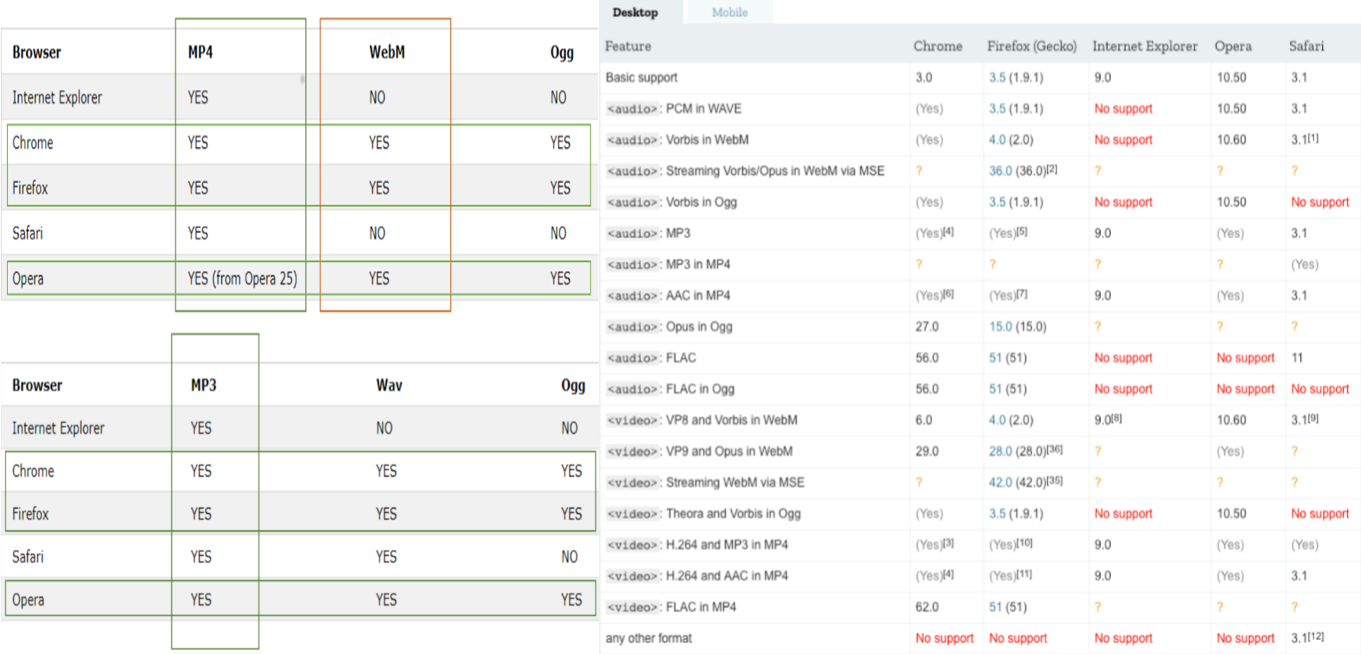 Browser MP4 WebM Ogg
Internet Explorer YES NO NO
Chrome YES YES YES
Firefox YES YES YES
Safari YES NO NO
Opera YES (from Opera 25) YES YES
Browser MP3 Wav Ogg
Internet Explorer YES NO NO
Chrome YES YES YES
Firefox YES YES YES
Safari YES YES NO
Opera YES YES YES
Desktop Mobile
Feature Chrome Firefox (Gecko) Internet Explorer Opera Safari
Basic support 3.0 3.5 (1.9.1) 9.0 10.50 3.1
<audio>: PCM in WAVE (Yes) 3.5 (1.9.1) No support 10.50 3.1
<audio>: Vorbis in WebM (Yes) 4.0 (2.0) No support 10.60 3.1[1]
<audio>: Streaming Vorbis/Opus in WebM via MSE ? 36.0 (36.0)[2] ? ? ?
<audio>: Vorbis in Ogg (Yes) 3.5 (1.9.1) No support 10.50 No support
<audio>: MP3 (Yes)[4] (Yes)[5] 9.0 (Yes) 3.1
<audio>: MP3 in MP4 ? ? ? ? (Yes)
<audio>: AAC in MP4 (Yes)[6] (Yes)[7] 9.0 (Yes) 3.1
<audio>: Opus in Ogg 27.0 15.0 (15.0) ? ? ?
<audio>: FLAC 56.0 51 (51) No support No support 11
<audio>: FLAC in Ogg 56.0 51 (51) No support No support No support
<video>: VP8 and Vorbis in WebM 6.0 4.0 (2.0) 9.0[8] 10.60 3.1[9]
<video>: VP9 and Opus in WebM 29.0 28.0 (28.0)[36] ? (Yes) ?
<video>: Streaming WebM via MSE ? 42.0 (42.0)[35] ? ? ?
<video>: Theora and Vorbis in Ogg (Yes) 3.5 (1.9.1) No support 10.50 No support
<video>: H.264 and MP3 in MP4 (Yes)[3] (Yes)[10] 9.0 (Yes) (Yes)
<video>: H.264 and AAC in MP4 (Yes)[4] (Yes)[11] 9.0 (Yes) 3.1
<video>: FLAC in MP4 62.0 51 (51) ? ? ?
any other format No support No support No support No support 3.1[12]